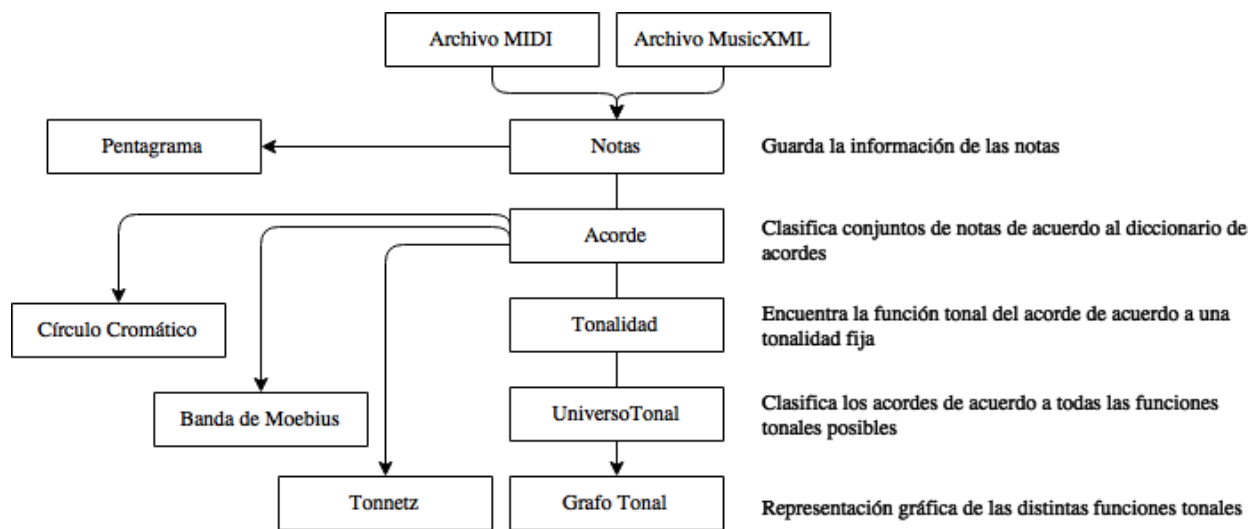 Archivo MIDI
Archivo MusicXML
Pentagrama
Notas
Guarda la información de las notas
Acorde
Clasifica conjuntos de notas de acuerdo al diccionario de
acordes
Círculo Cromático
Tonalidad
Encuentra la función tonal del acorde de acuerdo a una
tonalidad fija
Banda de Moebius
UniversoTonal
Clasifica los acordes de acuerdo a todas las funciones
tonales posibles
Tonnetz
Grafo Tonal
Representación gráfica de las distintas funciones tonales